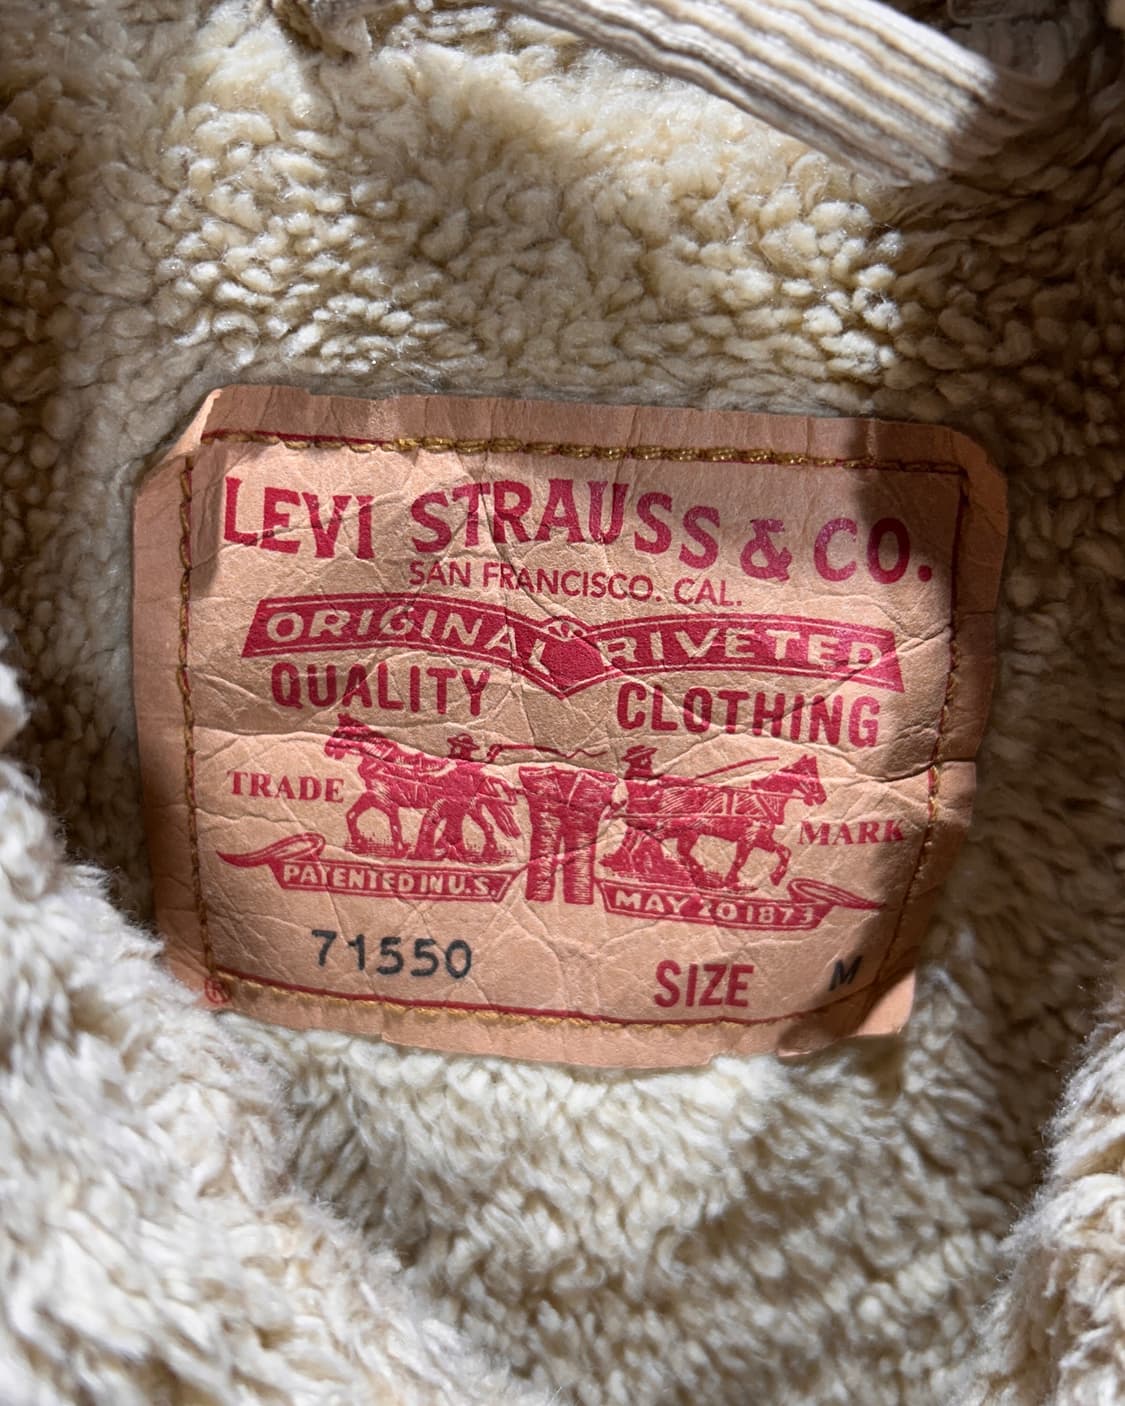 LEVI STRAUSS & CO.
SAN FRANCISCO. CAL.
ORIGINAL RIVETED
QUALITY CLOTHING
TRADE MARK
PATENTED IN U.S. MAY 20 1873
71550 SIZE M
®